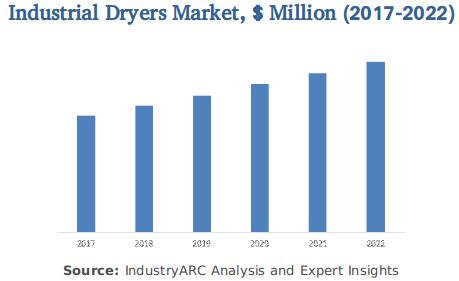 Industrial Dryers Market, $ Million (2017-2022)
2017 2018 2019 2020 2021 2022
Source: IndustryARC Analysis and Expert Insights